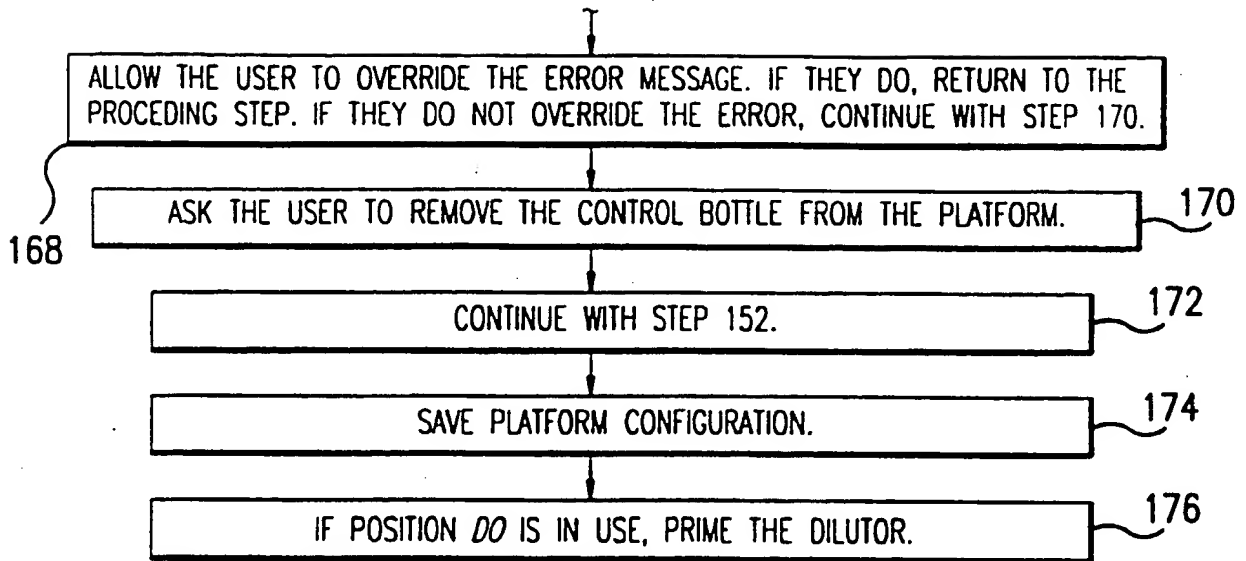 ALLOW THE USER TO OVERRIDE THE ERROR MESSAGE. IF THEY DO, RETURN TO THE
PROCEDING STEP. IF THEY DO NOT OVERRIDE THE ERROR, CONTINUE WITH STEP 170.
168
ASK THE USER TO REMOVE THE CONTROL BOTTLE FROM THE PLATFORM.
170
CONTINUE WITH STEP 152.
172
SAVE PLATFORM CONFIGURATION.
174
IF POSITION DO IS IN USE, PRIME THE DILUTOR.
176